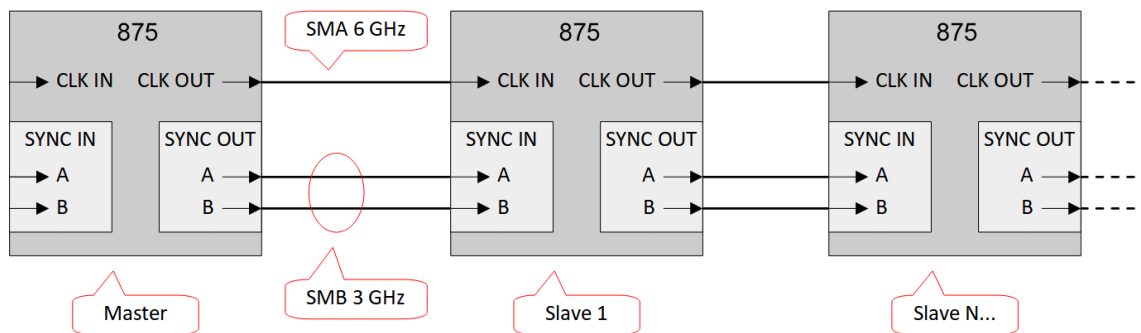 875
SMA 6 GHz
875
875
CLK IN CLK OUT
CLK IN CLK OUT
CLK IN CLK OUT
SYNC IN SYNC OUT
SYNC IN SYNC OUT
SYNC IN SYNC OUT
A A
A A
A A
B B
B B
B B
Master
SMB 3 GHz
Slave 1
Slave N...